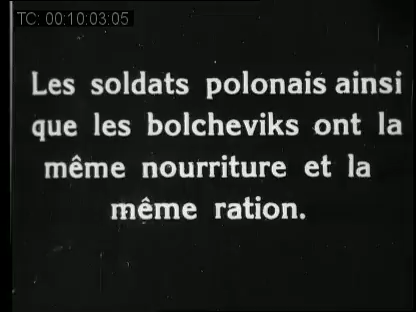 TC: 00:10:03:05
Les soldats polonais ainsi
que les bolcheviks ont la
même nourriture et la
même ration.